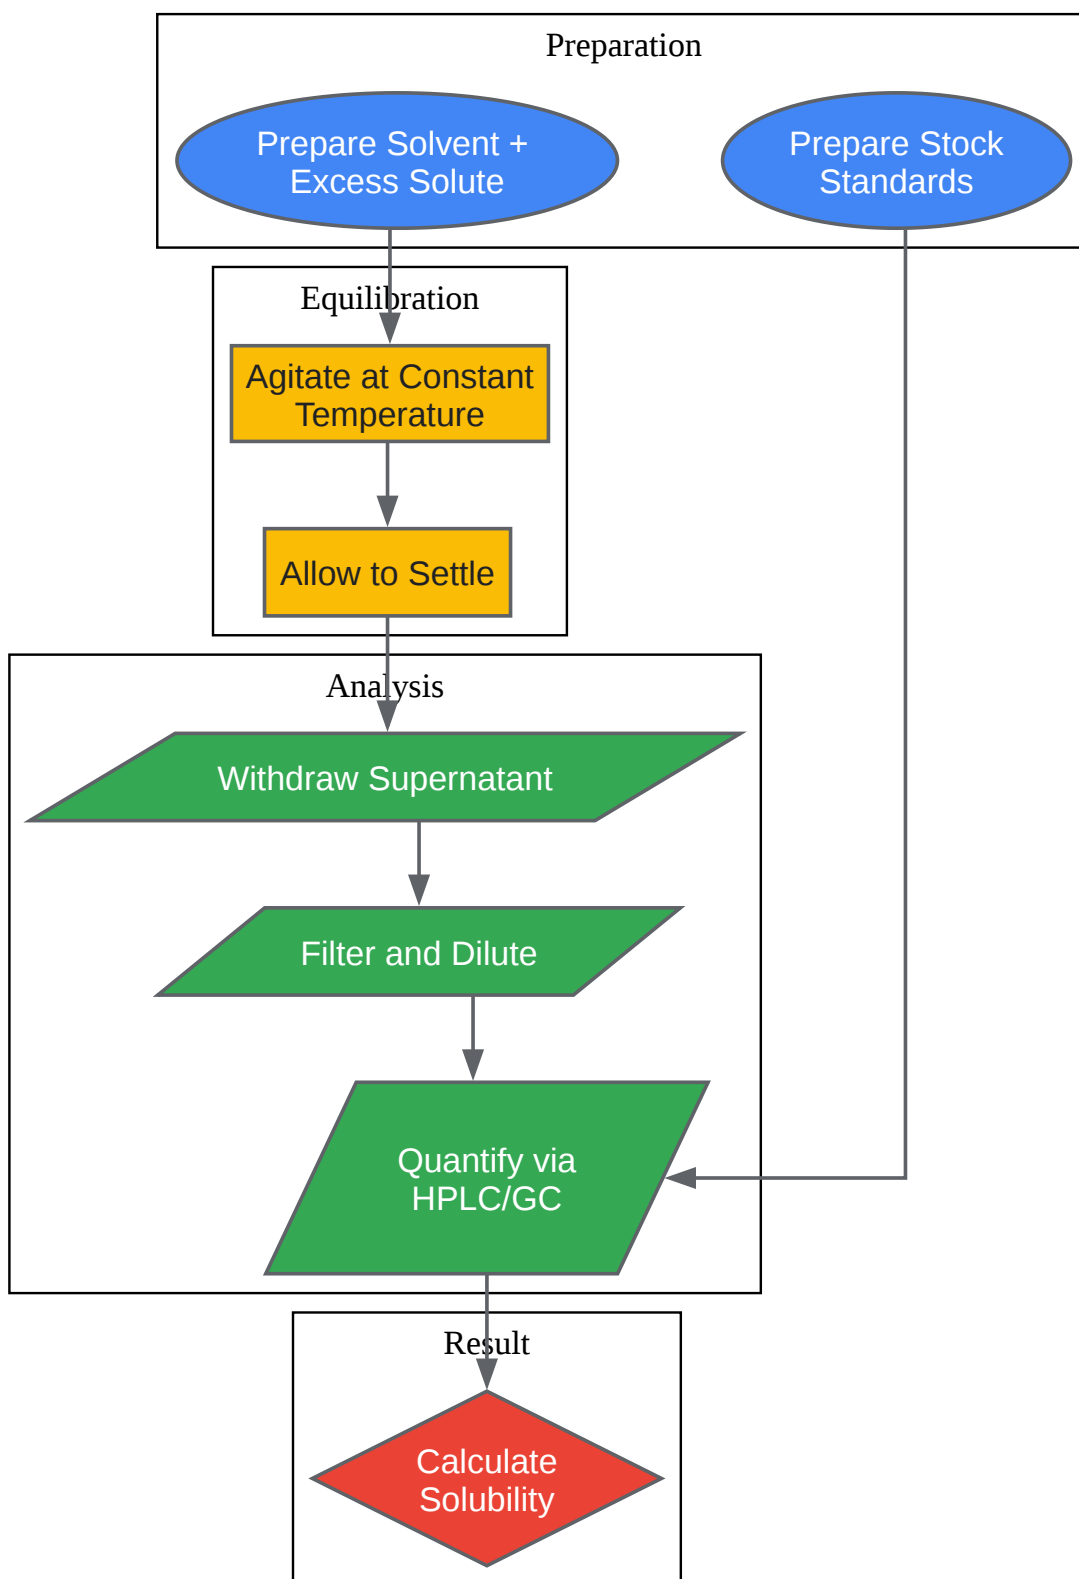 Preparation
Prepare Solvent +
Excess Solute
Prepare Stock
Standards
Equilibration
Agitate at Constant
Temperature
Allow to Settle
Analysis
Withdraw Supernatant
Filter and Dilute
Quantify via
HPLC/GC
Result
Calculate
Solubility